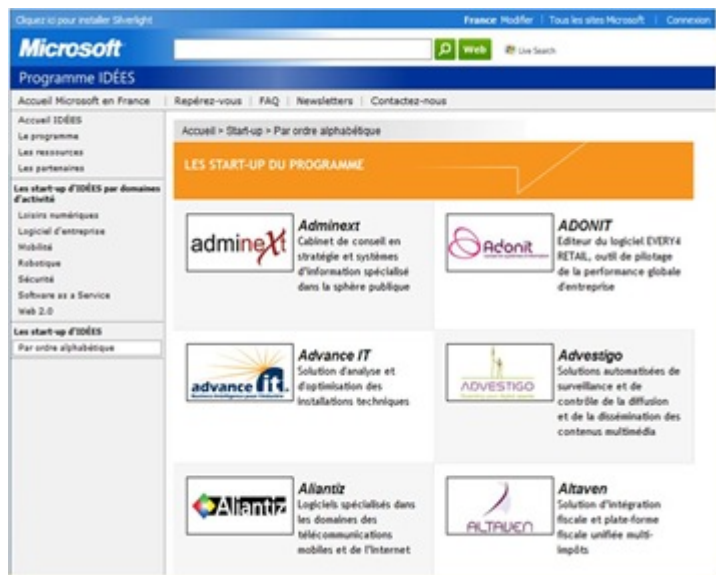 Cliquez ici pour installer Silverlight
France Modifier | Tous les sites Microsoft | Connexion
Microsoft
Web
Live Search
Programme IDÉES
Accueil Microsoft en France | Repérez-vous | FAQ | Newsletters | Contactez-nous
Accueil IDÉES
Le programme
Les ressources
Les partenaires
Les start-up d'IDÉES par domaines
d'activité
Loisirs numériques
Logiciel d'entreprise
Mobilité
Robotique
Sécurité
Software as a Service
Web 2.0
Les start-up d'IDÉES
Par ordre alphabétique
Accueil > Start-up > Par ordre alphabétique
LES START-UP DU PROGRAMME
adminext
Adminext
Cabinet de conseil en
stratégie et systèmes
d'information spécialisé
dans la sphère publique
Adonit
ADONIT
Editeur du logiciel EVERY4
RETAIL, outil de pilotage
de la performance globale
d'entreprise
advance it.
Advance IT
Solution d'analyse et
d'optimisation des
installations techniques
ADVESTIGO
Advestigo
Solutions automatisées de
surveillance et de
contrôle de la diffusion
et de la dissémination des
contenus multimédia
Aliantiz
Aliantiz
Logiciels spécialisés dans
les domaines des
télécommunications
mobiles et de l'Internet
ALTAVEN
Altaven
Solution d'intégration
fiscale et plate-forme
fiscale unifiée multi-
impôts